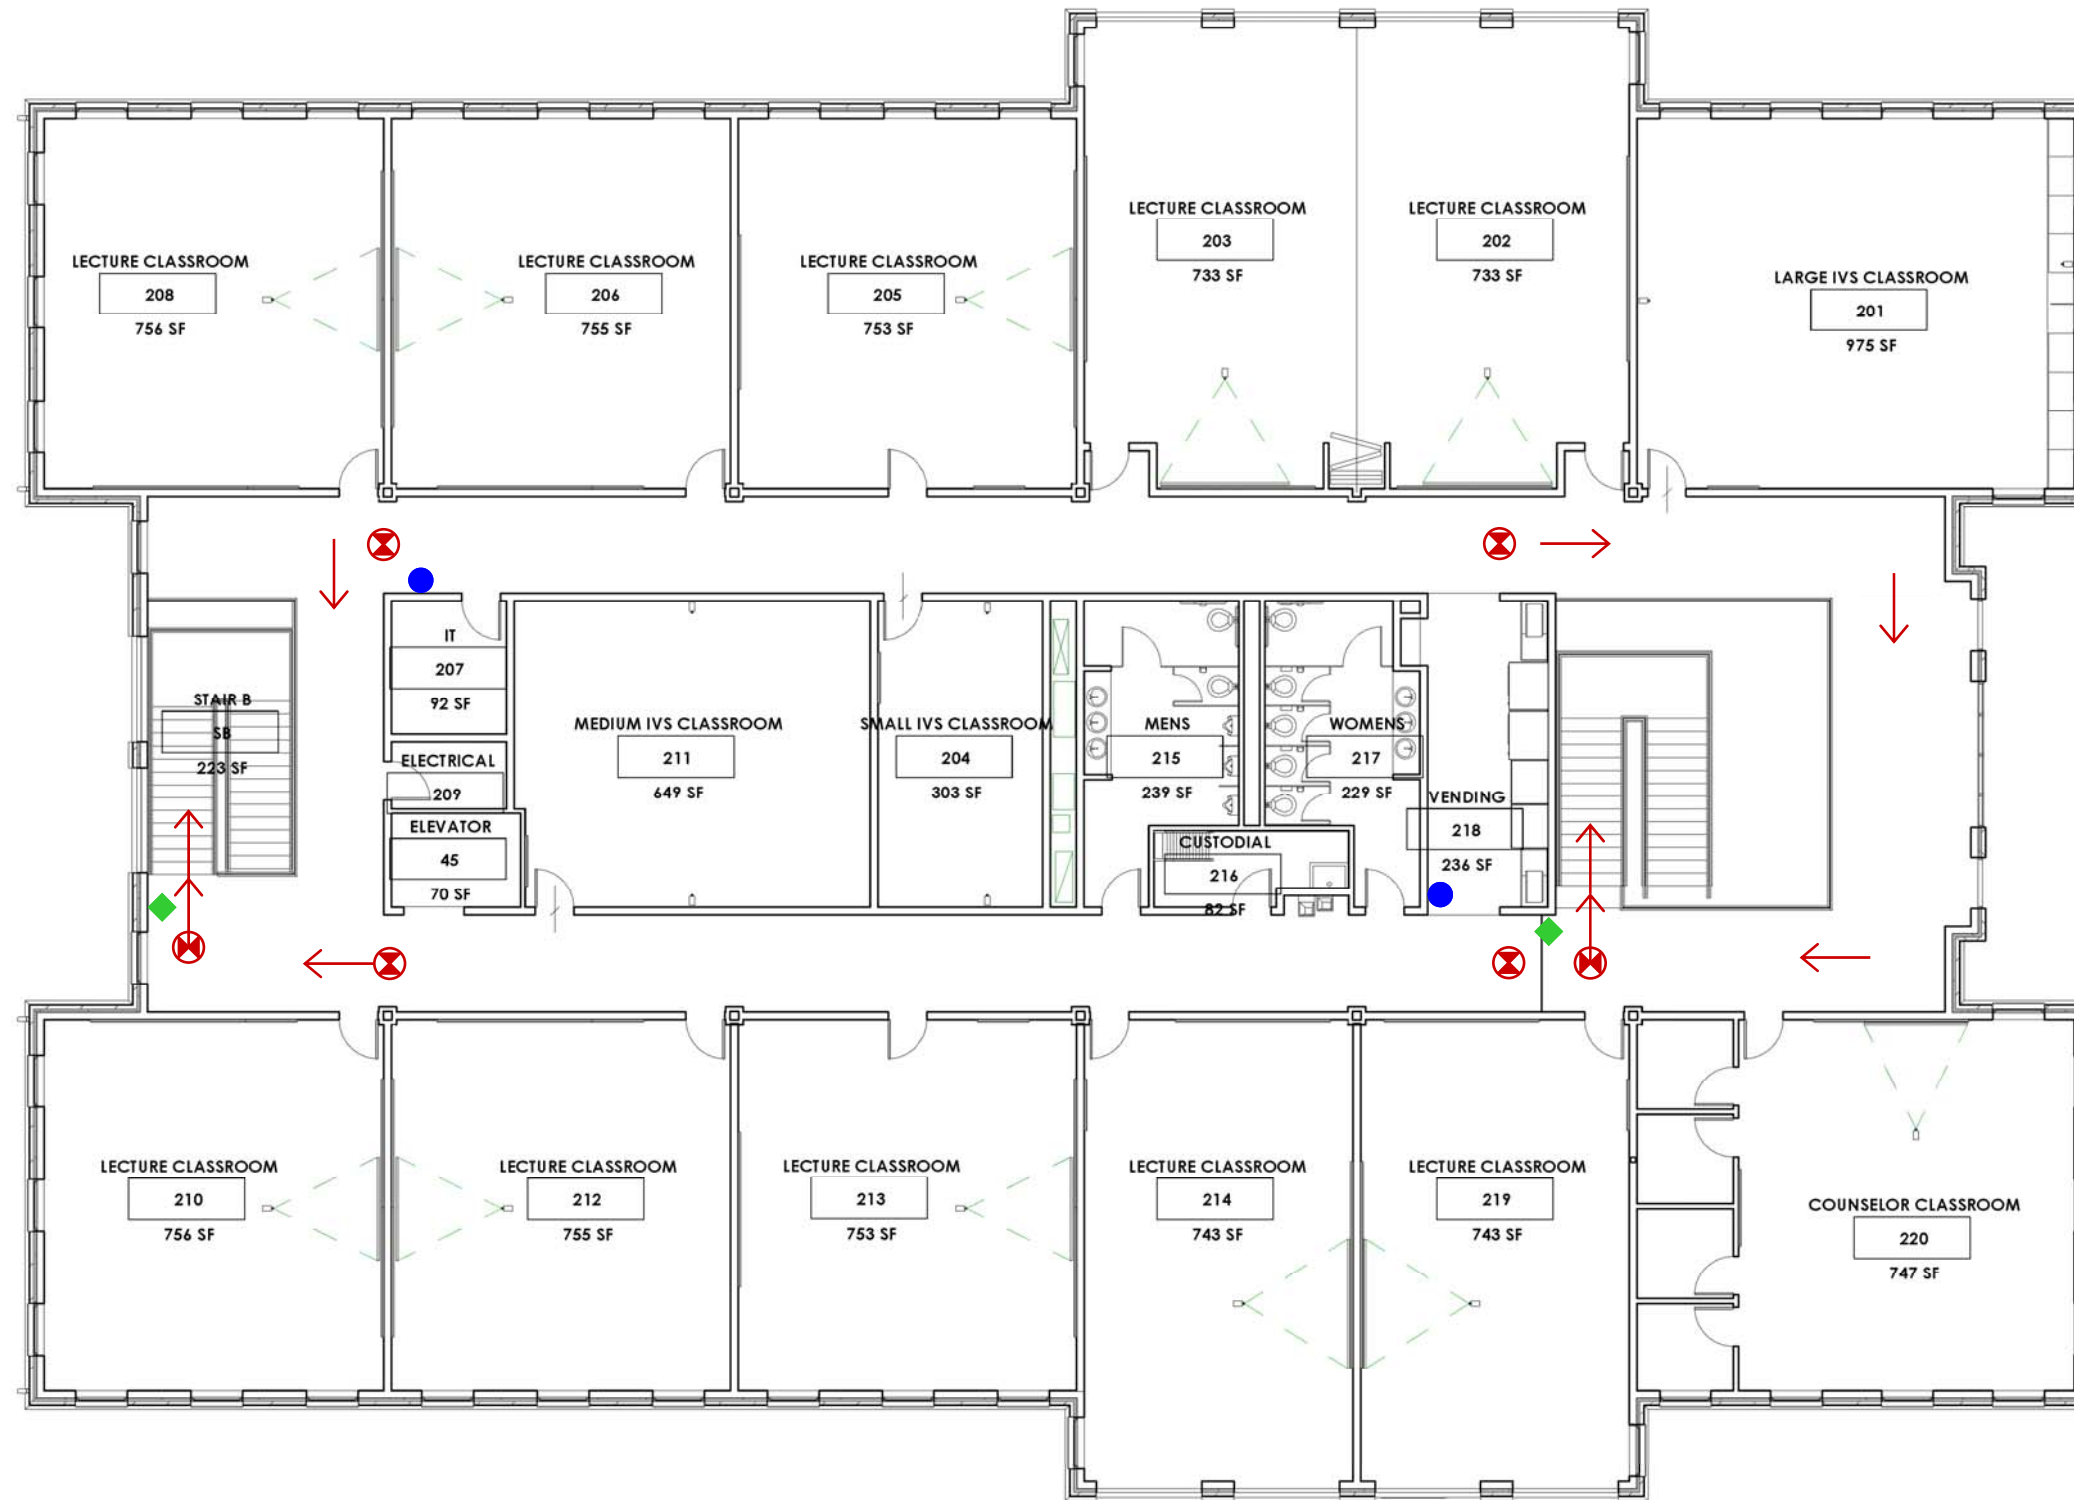 LECTURE CLASSROOM
208
756 SF
LECTURE CLASSROOM
206
755 SF
LECTURE CLASSROOM
205
753 SF
LECTURE CLASSROOM
203
733 SF
LECTURE CLASSROOM
202
733 SF
LARGE IVS CLASSROOM
201
975 SF
STAIR B
SB
223 SF
IT
207
92 SF
ELECTRICAL
209
ELEVATOR
45
70 SF
MEDIUM IVS CLASSROOM
211
649 SF
SMALL IVS CLASSROOM
204
303 SF
MENS
215
239 SF
WOMENS
217
229 SF
CUSTODIAL
216
82 SF
VENDING
218
236 SF
LECTURE CLASSROOM
210
756 SF
LECTURE CLASSROOM
212
755 SF
LECTURE CLASSROOM
213
753 SF
LECTURE CLASSROOM
214
743 SF
LECTURE CLASSROOM
219
743 SF
COUNSELOR CLASSROOM
220
747 SF